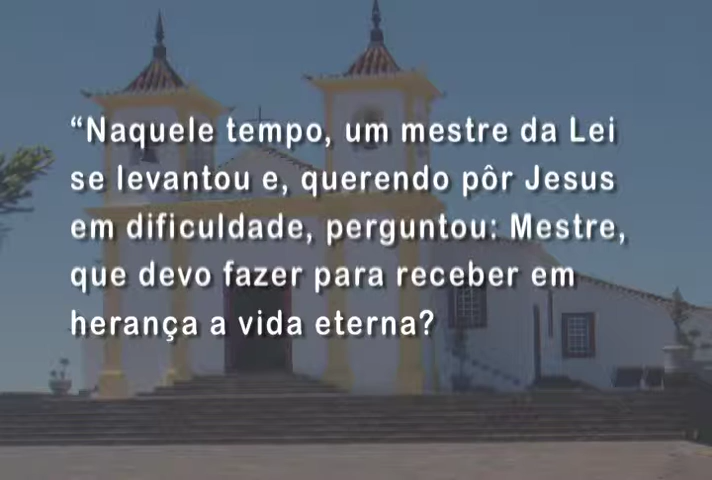 “Naquele tempo, um mestre da Lei
se levantou e, querendo pôr Jesus
em dificuldade, perguntou: Mestre,
que devo fazer para receber em
herança a vida eterna?